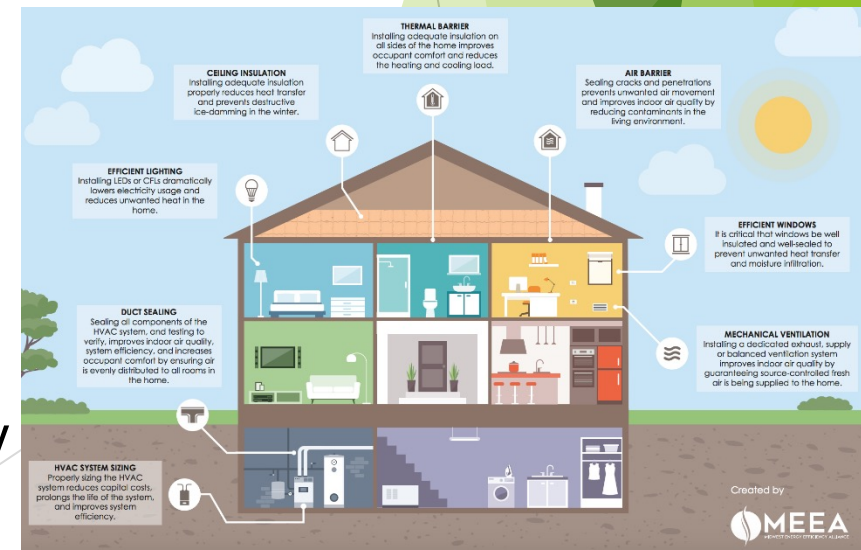 THERMAL BARRIER
Installing adequate insulation on
all sides of the home improves
occupant comfort and reduces
the heating and cooling load.
CEILING INSULATION
Installing adequate insulation
properly reduces heat transfer
and prevents destructive
ice-damming in the winter.
AIR BARRIER
Sealing cracks and penetrations
prevents unwanted air movement
and improves indoor air quality by
reducing contaminants in the
living environment.
EFFICIENT LIGHTING
Installing LEDs or CFLs dramatically
lowers electricity usage and
reduces unwanted heat in the
home.
EFFICIENT WINDOWS
It is critical that windows be well
insulated and well-sealed to
prevent unwanted heat transfer
and moisture infiltration.
DUCT SEALING
Sealing all components of the
HVAC system, and testing to
verify, improves indoor air quality,
system efficiency, and increases
occupant comfort by ensuring air
is evenly distributed to all rooms in
the home.
MECHANICAL VENTILATION
Installing a dedicated exhaust, supply
or balanced ventilation system
improves indoor air quality by
guaranteeing source-controlled fresh
air is being supplied to the home.
y
HVAC SYSTEM SIZING
Properly sizing the HVAC
system reduces capital costs,
prolongs the life of the system,
and improves system
efficiency.
Created by
MEEA
MIDWEST ENERGY EFFICIENCY ALLIANCE